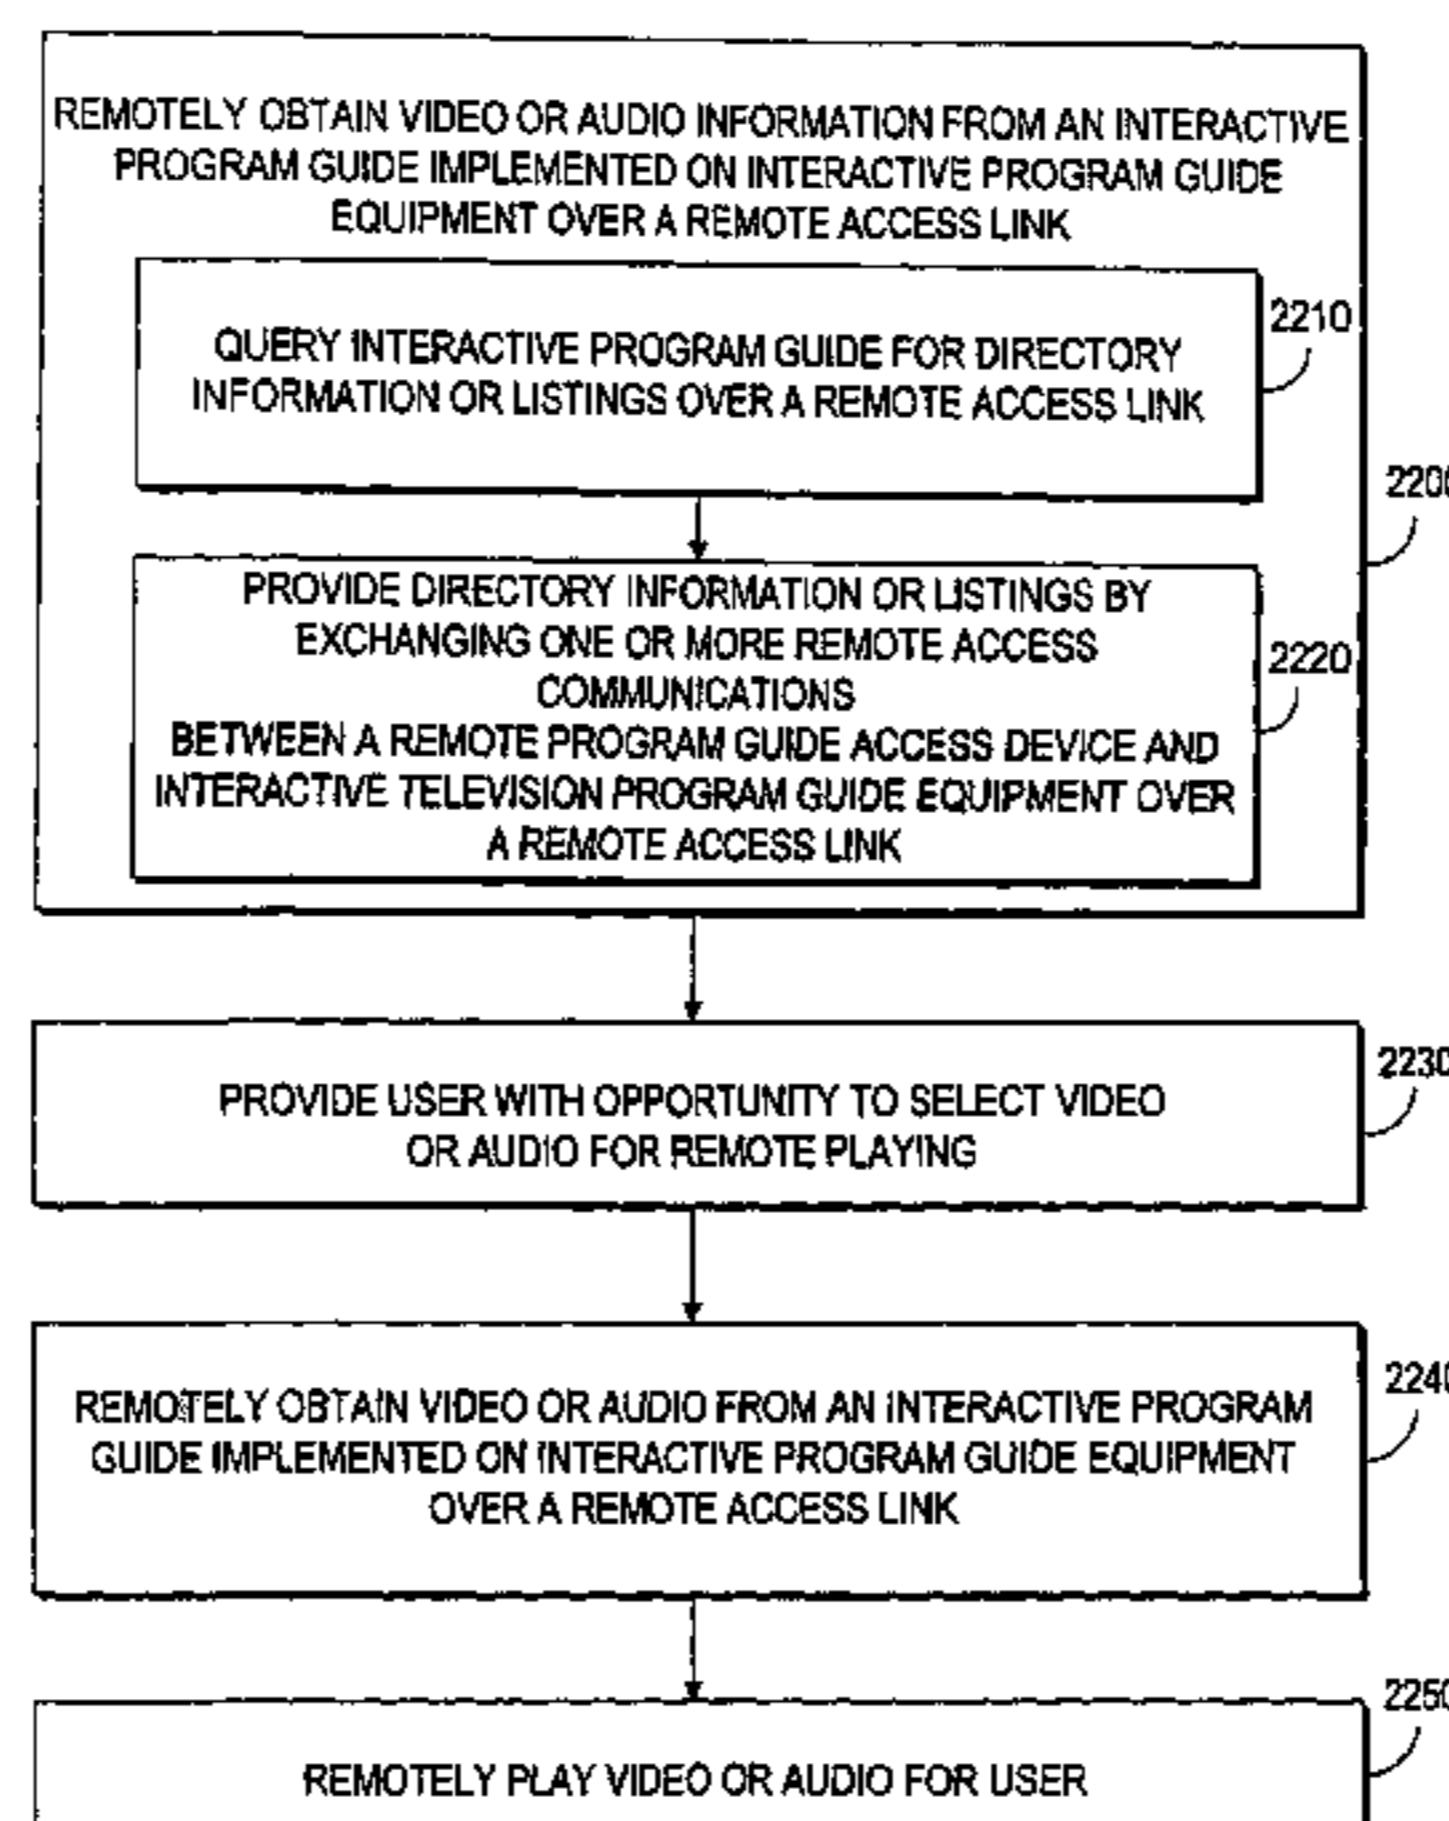 REMOTELY OBTAIN VIDEO OR AUDIO INFORMATION FROM AN INTERACTIVE
PROGRAM GUIDE IMPLEMENTED ON INTERACTIVE PROGRAM GUIDE
EQUIPMENT OVER A REMOTE ACCESS LINK
2210
QUERY INTERACTIVE PROGRAM GUIDE FOR DIRECTORY
INFORMATION OR LISTINGS OVER A REMOTE ACCESS LINK
2200
PROVIDE DIRECTORY INFORMATION OR LISTINGS BY
EXCHANGING ONE OR MORE REMOTE ACCESS
2220
COMMUNICATIONS
BETWEEN A REMOTE PROGRAM GUIDE ACCESS DEVICE AND
INTERACTIVE TELEVISION PROGRAM GUIDE EQUIPMENT OVER
A REMOTE ACCESS LINK
2230
PROVIDE USER WITH OPPORTUNITY TO SELECT VIDEO
OR AUDIO FOR REMOTE PLAYING
2240
REMOTELY OBTAIN VIDEO OR AUDIO FROM AN INTERACTIVE PROGRAM
GUIDE IMPLEMENTED ON INTERACTIVE PROGRAM GUIDE EQUIPMENT
OVER A REMOTE ACCESS LINK
2250
REMOTELY PLAY VIDEO OR AUDIO FOR USER